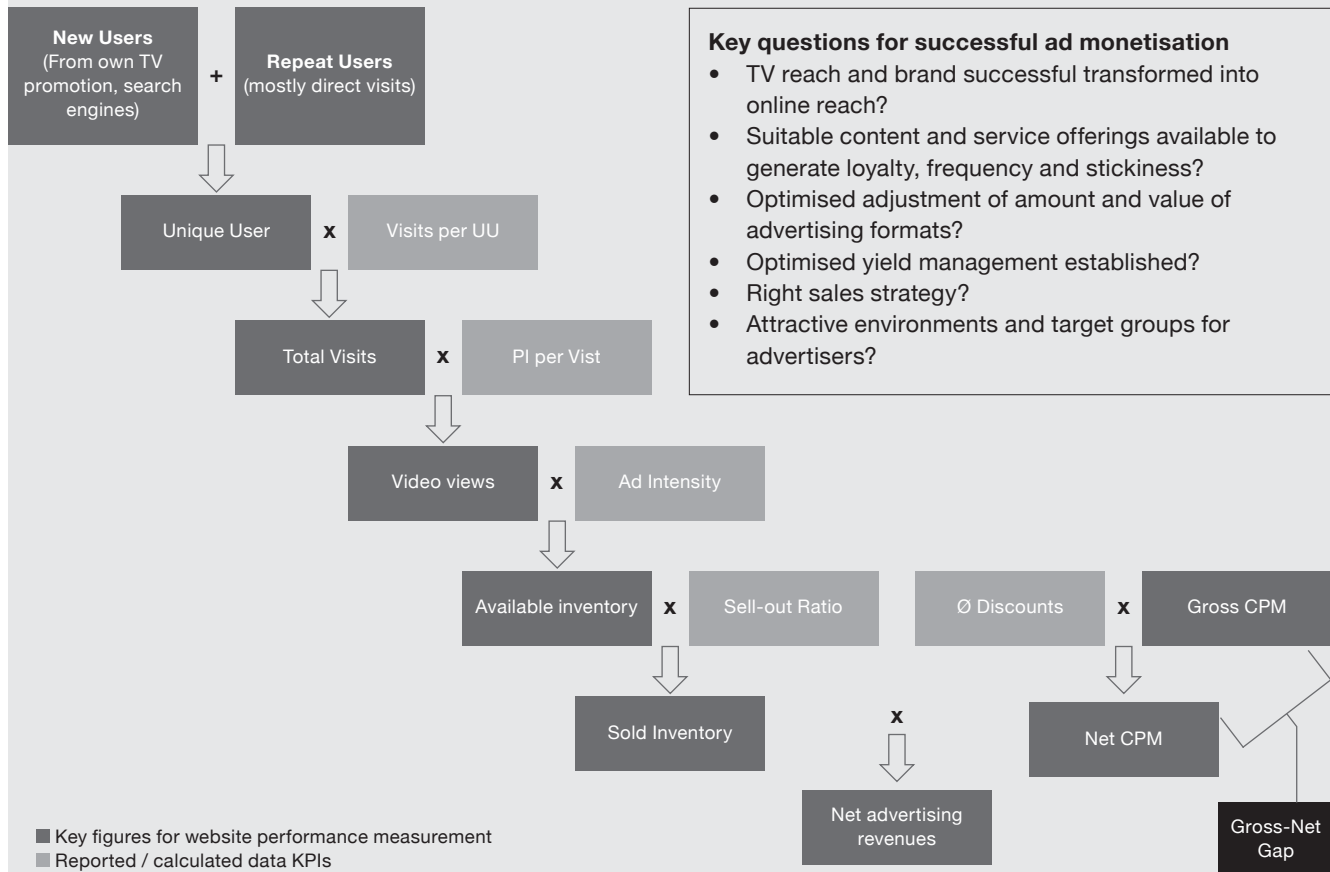 New Users
(From own TV
promotion, search
engines)
+
Repeat Users
(mostly direct visits)
Key questions for successful ad monetisation
• TV reach and brand successful transformed into
online reach?
• Suitable content and service offerings available to
generate loyalty, frequency and stickiness?
• Optimised adjustment of amount and value of
advertising formats?
• Optimised yield management established?
• Right sales strategy?
• Attractive environments and target groups for
advertisers?
Unique User
x
Visits per UU
Total Visits
x
PI per Vist
Video views
x
Ad Intensity
Available inventory
x
Sell-out Ratio
Ø Discounts
x
Gross CPM
Sold Inventory
x
Net CPM
Net advertising
revenues
Gross-Net
Gap
Key figures for website performance measurement
Reported / calculated data KPIs